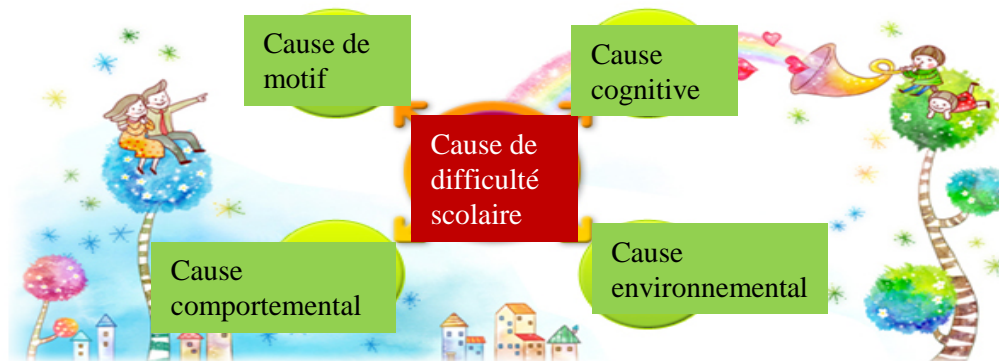 Cause de
motif
Cause
cognitive
Cause de
difficulté
scolaire
Cause
comportemental
Cause
environnemental